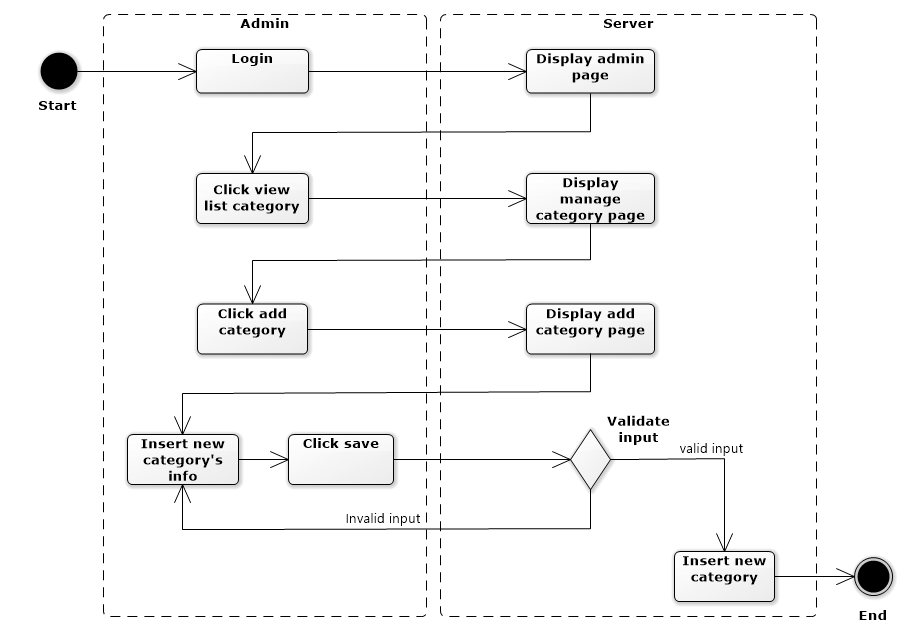 Admin
Server
Start
Login
Display admin
page
Click view
list category
Display
manage
category page
Click add
category
Display add
category page
Insert new
category's
info
Click save
Validate
input
valid input
Invalid input
Insert new
category
End